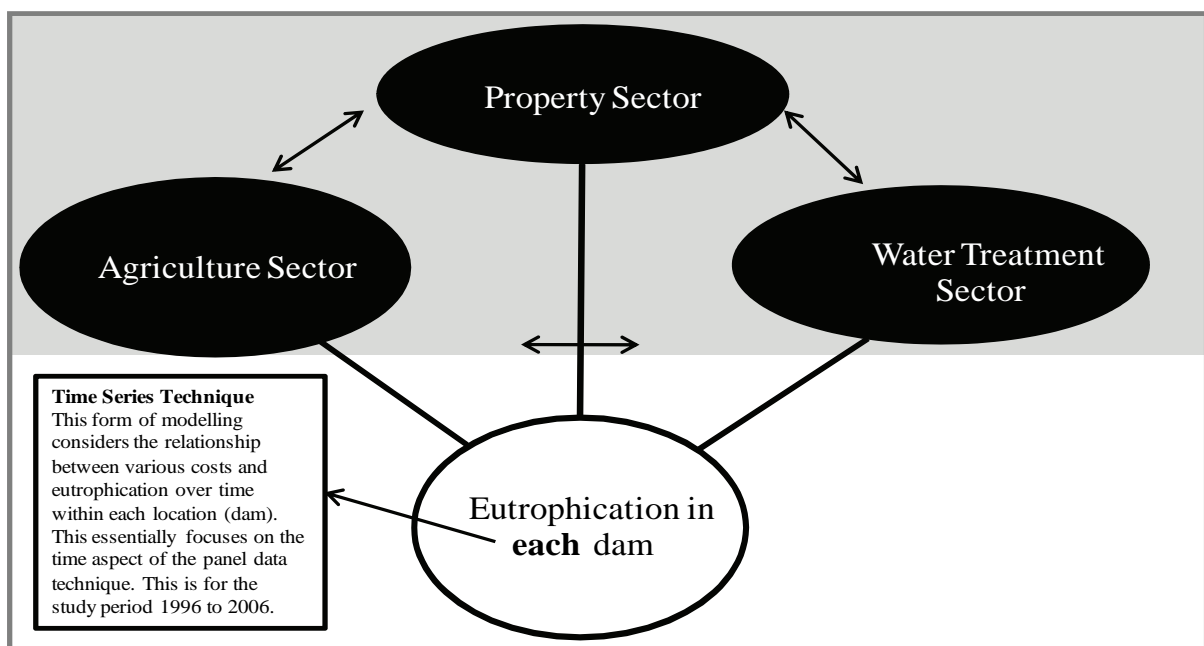 Property Sector
Agriculture Sector
Water Treatment
Sector
Time Series Technique
This form of modelling
considers the relationship
between various costs and
eutrophication over time
within each location (dam).
This essentially focuses on the
time aspect of the panel data
technique. This is for the
study period 1996 to 2006.
Eutrophication in
each dam